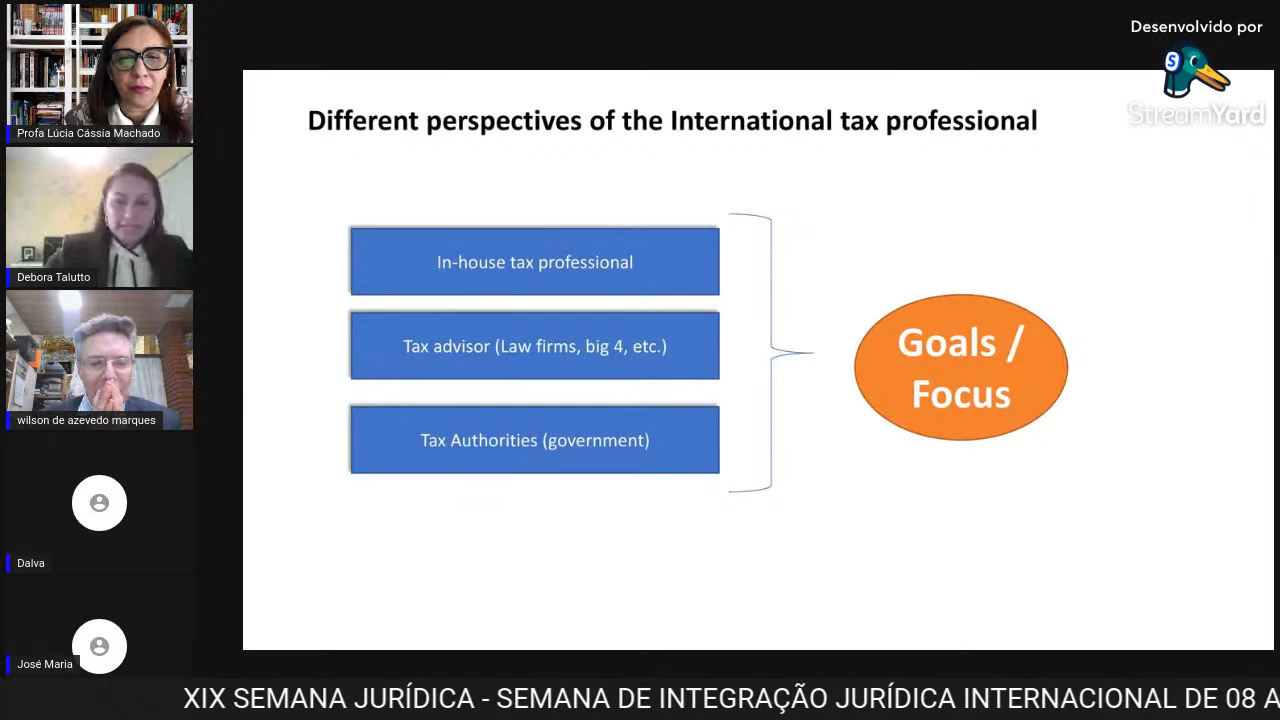 Profa Lúcia Cássia Machado
Debora Talutto
wilson de azevedo marques
Dalva
José Maria
Desenvolvido por
S
StreamYard
Different perspectives of the International tax professional
In-house tax professional
Tax advisor (Law firms, big 4, etc.)
Tax Authorities (government)
Goals /
Focus
XIX SEMANA JURÍDICA - SEMANA DE INTEGRAÇÃO JURÍDICA INTERNACIONAL DE 08 A